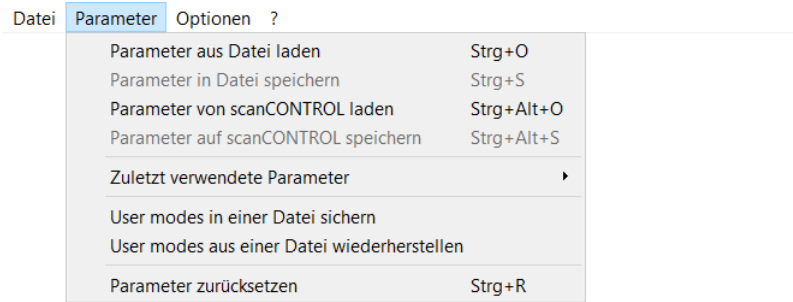 Datei Parameter Optionen ?
Parameter aus Datei laden Strg+O
Parameter in Datei speichern Strg+S
Parameter von scanCONTROL laden Strg+Alt+O
Parameter auf scanCONTROL speichern Strg+Alt+S
Zuletzt verwendete Parameter
User modes in einer Datei sichern
User modes aus einer Datei wiederherstellen
Parameter zurücksetzen Strg+R